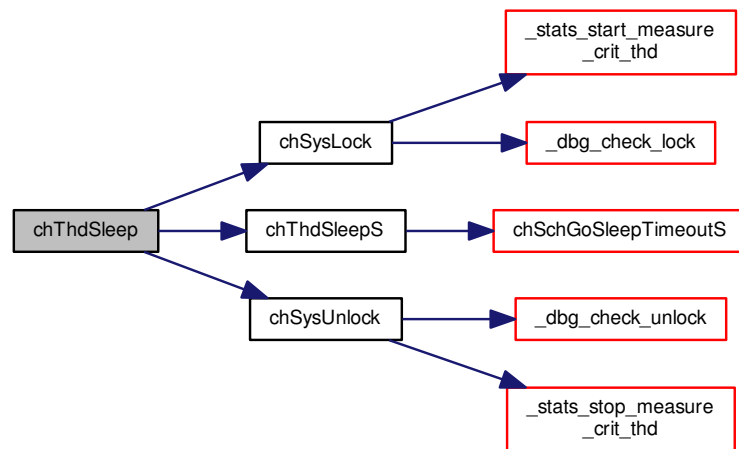 _stats_start_measure
_crit_thd
chSysLock
_dbg_check_lock
chThdSleep
chThdSleepS
chSchGoSleepTimeoutS
chSysUnlock
_dbg_check_unlock
_stats_stop_measure
_crit_thd